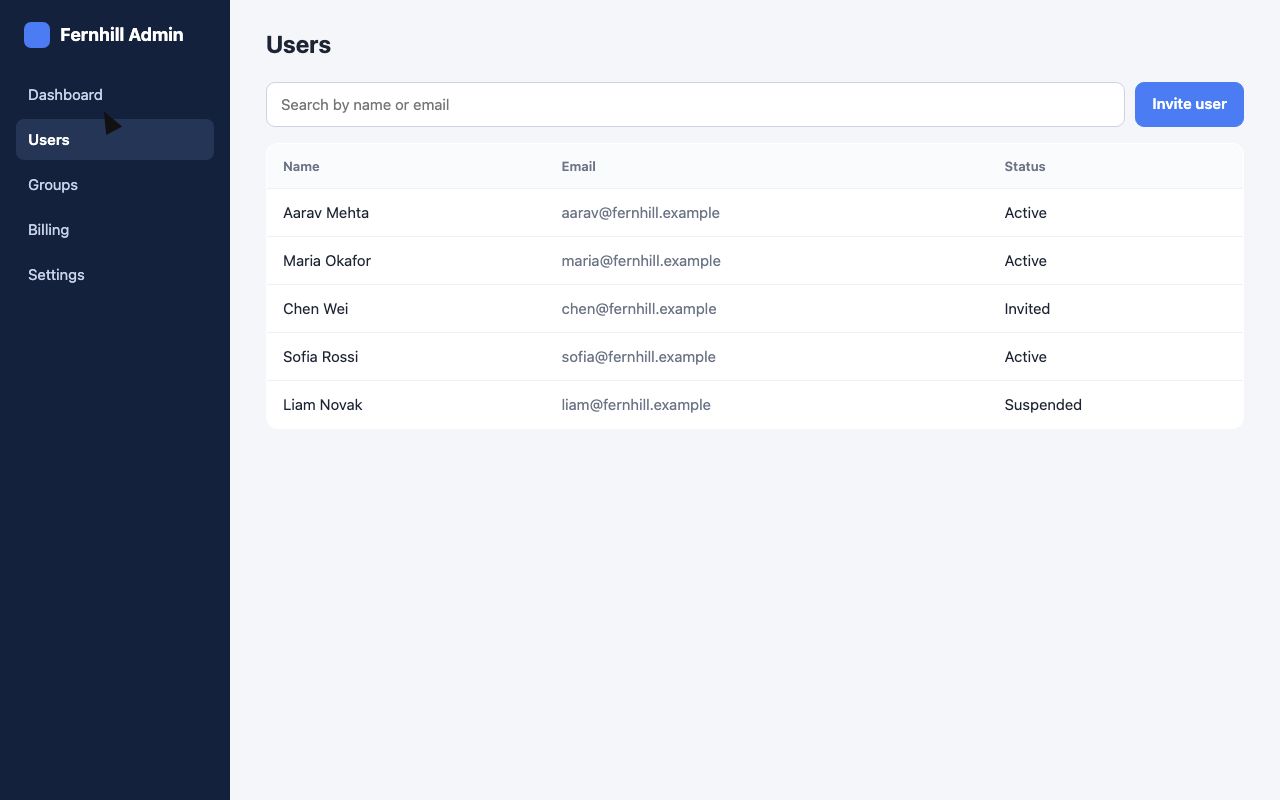 Fernhill Admin
Dashboard
Users
Groups
Billing
Settings
Users
Search by name or email
Invite user
Name Email Status
Aarav Mehta aarav@fernhill.example Active
Maria Okafor maria@fernhill.example Active
Chen Wei chen@fernhill.example Invited
Sofia Rossi sofia@fernhill.example Active
Liam Novak liam@fernhill.example Suspended